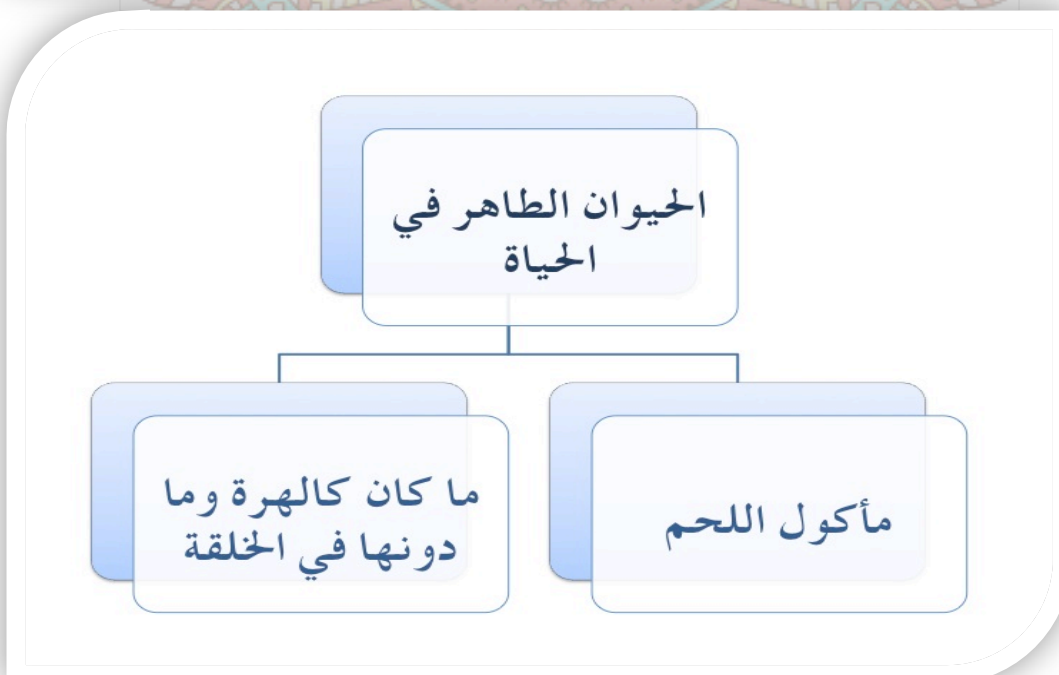 الحيوان الطاهر في
الحياة
مأكول اللحم
ما كان كالهرة وما
دونها في الخلقة